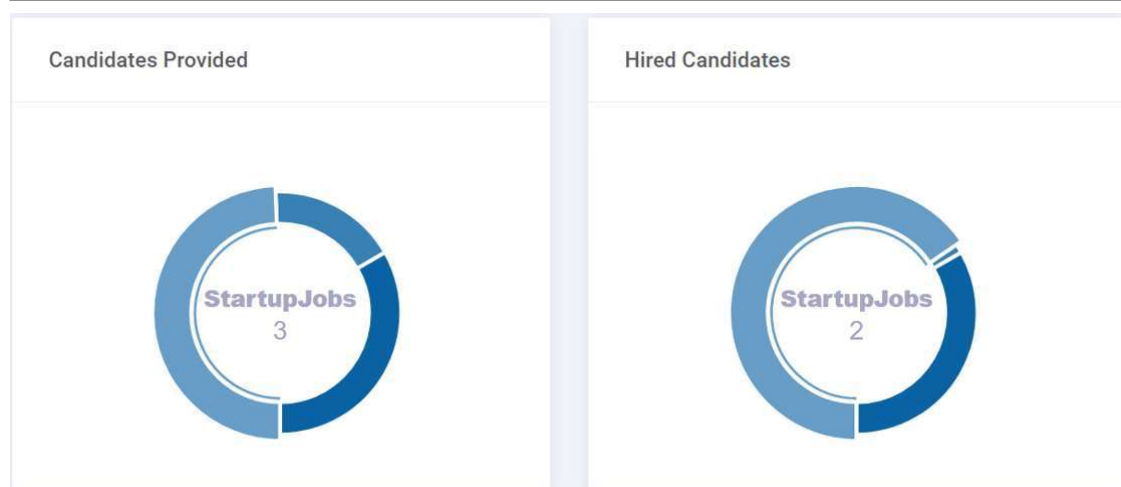 Candidates Provided
Hired Candidates
StartupJobs
3
StartupJobs
2